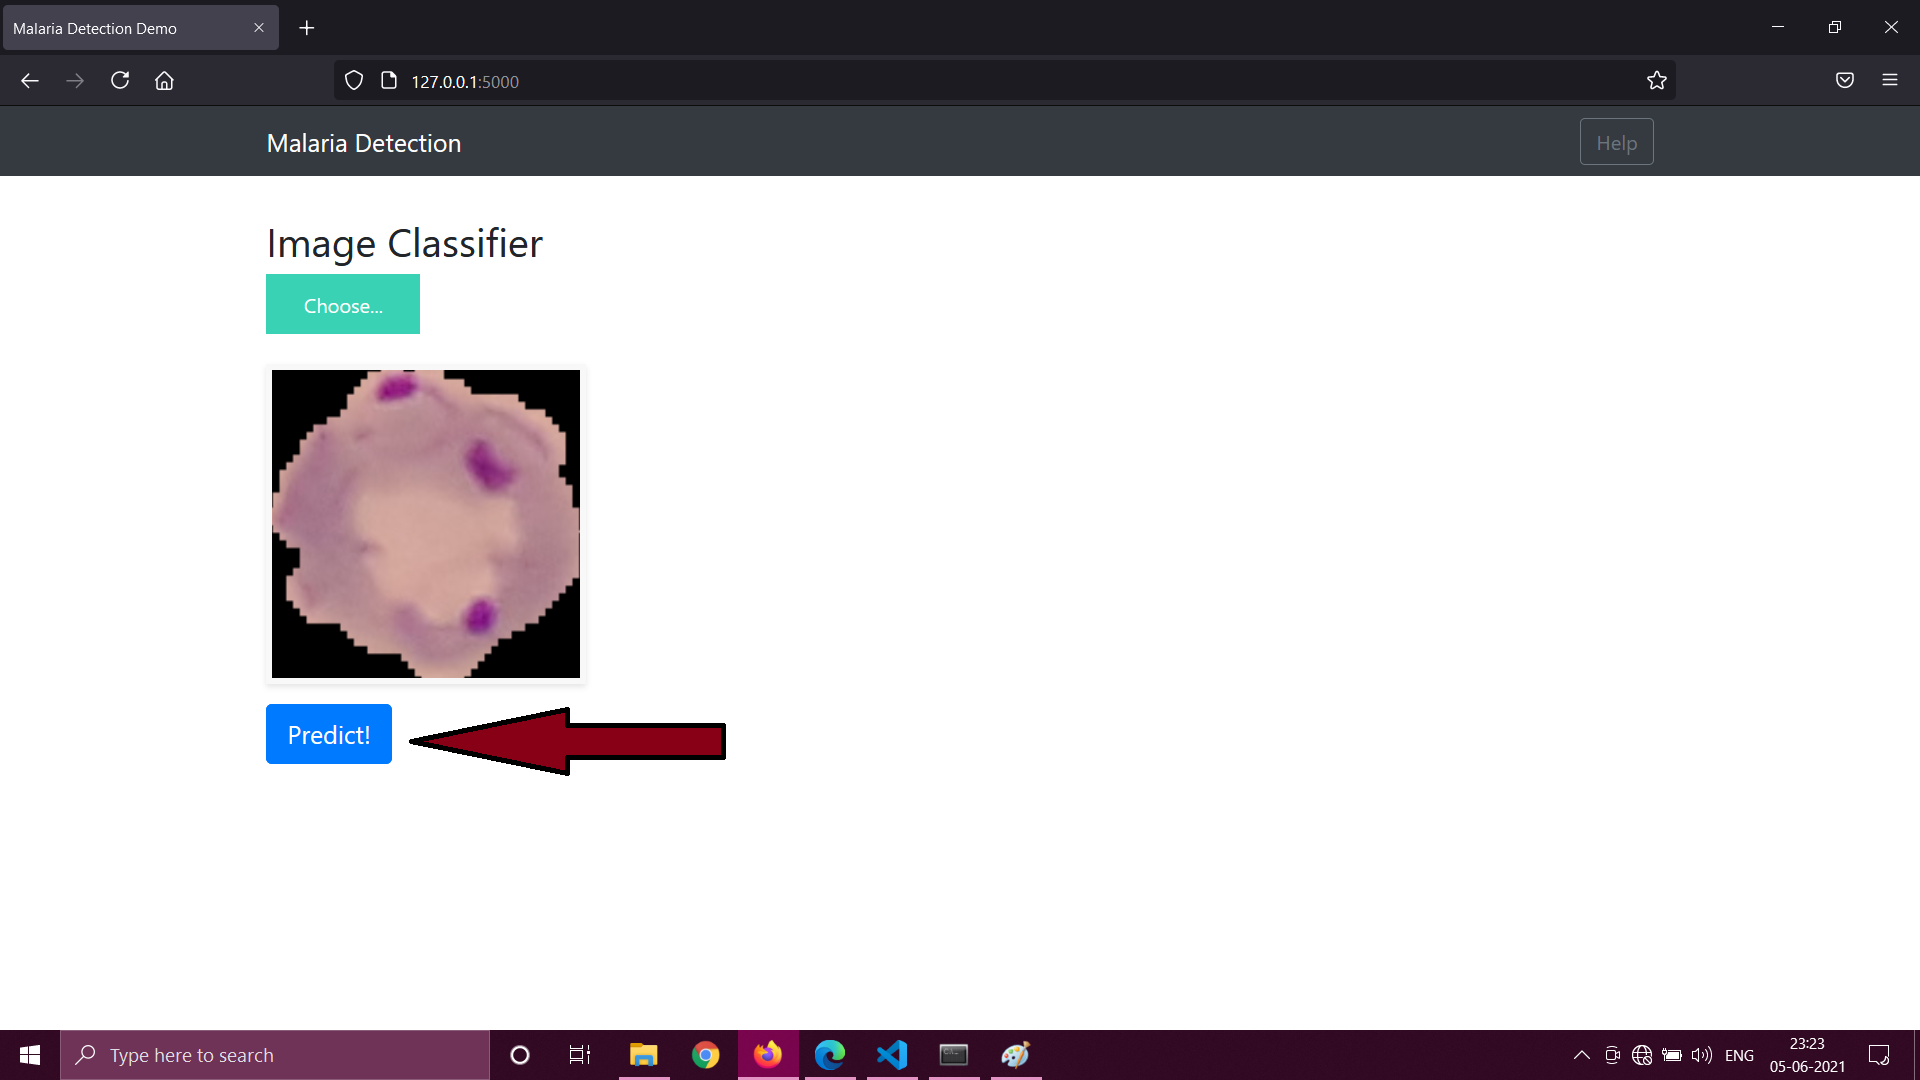 Malaria Detection Demo
127.0.0.1:5000
Malaria Detection
Help
Image Classifier
Choose...
Predict!
Type here to search
ENG
23:23
05-06-2021